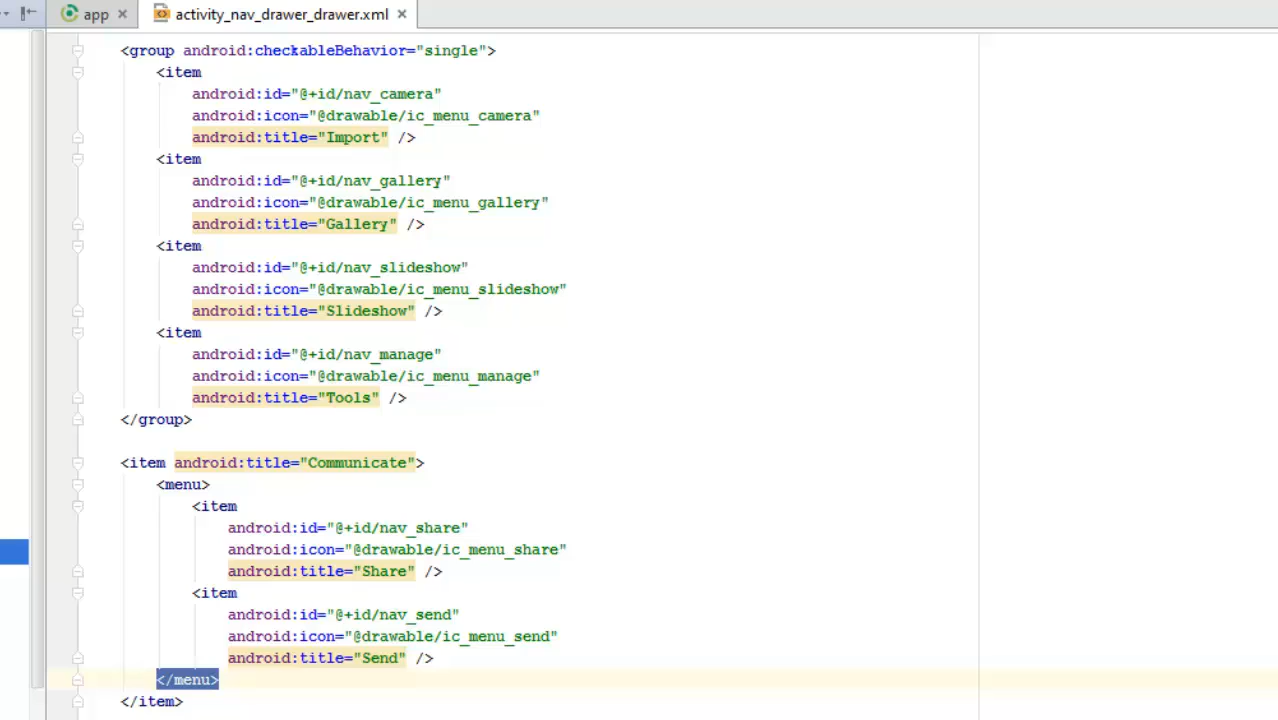 app
activity_nav_drawer_drawer.xml
<group android:checkableBehavior="single">
<item
android:id="@+id/nav_camera"
android:icon="@drawable/ic_menu_camera"
android:title="Import" />
<item
android:id="@+id/nav_gallery"
android:icon="@drawable/ic_menu_gallery"
android:title="Gallery" />
<item
android:id="@+id/nav_slideshow"
android:icon="@drawable/ic_menu_slideshow"
android:title="Slideshow" />
<item
android:id="@+id/nav_manage"
android:icon="@drawable/ic_menu_manage"
android:title="Tools" />
</group>
<item android:title="Communicate">
<menu>
<item
android:id="@+id/nav_share"
android:icon="@drawable/ic_menu_share"
android:title="Share" />
<item
android:id="@+id/nav_send"
android:icon="@drawable/ic_menu_send"
android:title="Send" />
</menu>
</item>